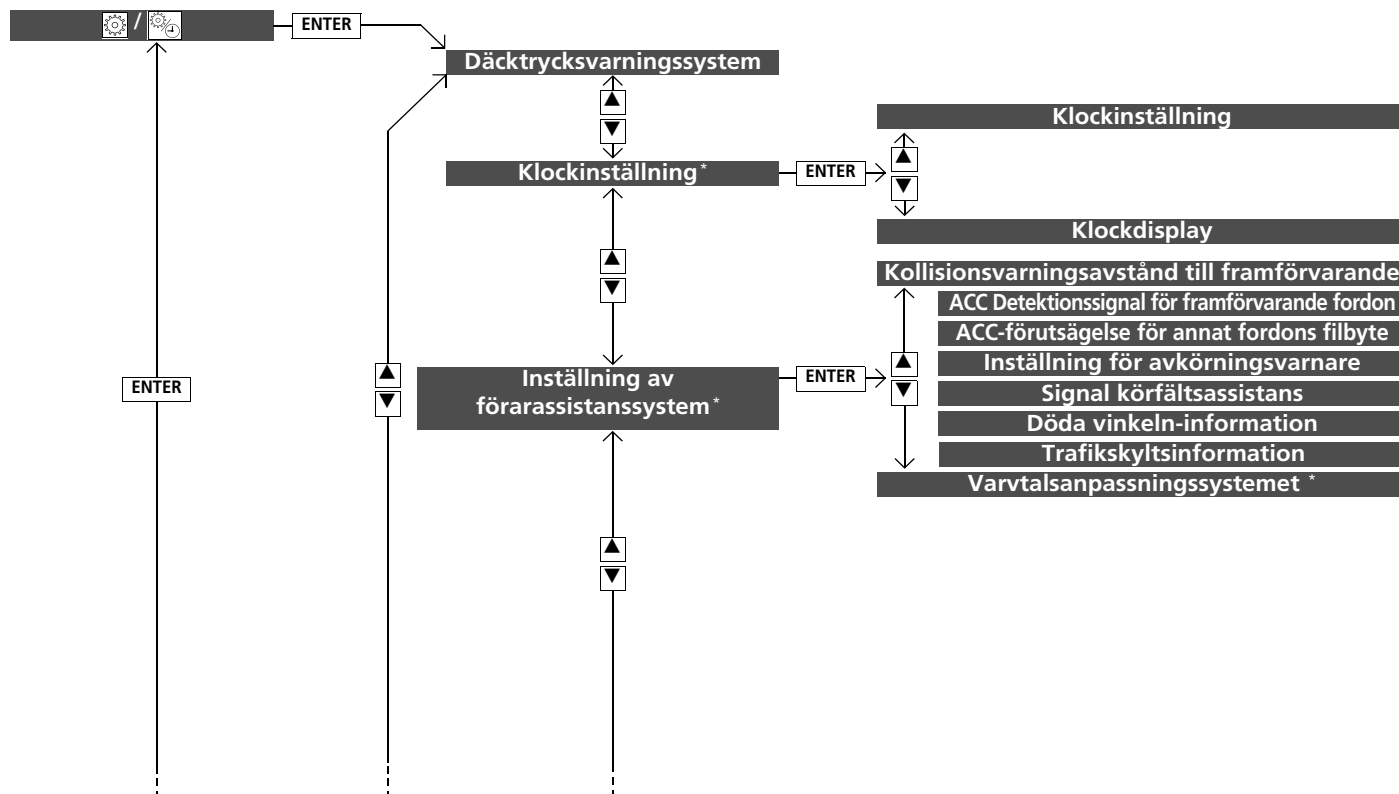 /
ENTER
Däcktrycksvarningssystem
▲
▼
Klockinställning*
ENTER
Klockinställning
▲
▼
Klockdisplay
▲
▼
Inställning av
förarassistanssystem*
ENTER
Kollisionsvarningsavstånd till framförvarande
ACC Detektionssignal för framförvarande fordon
ACC-förutsägelse för annat fordons filbyte
Inställning för avkörningsvarnare
Signal körfältsassistans
Döda vinkeln-information
Trafikskyltsinformation
Varvtalsanpassningssystemet *
▲
▼
ENTER
▲
▼
▲
▼